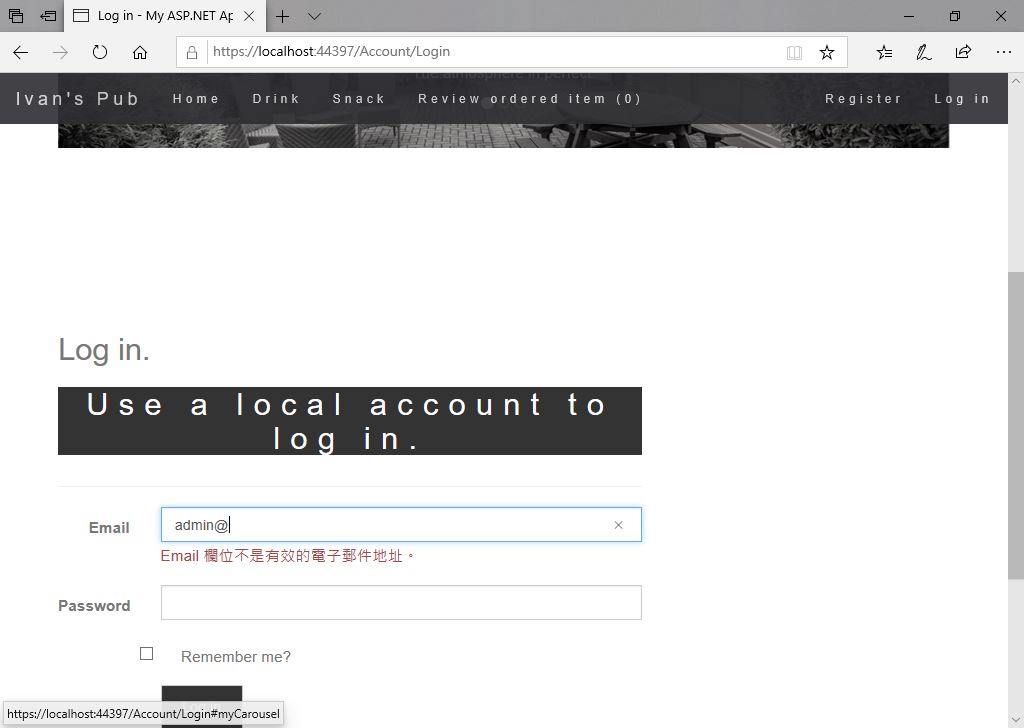 Log in - My ASP.NET Ap
https://localhost:44397/Account/Login
The atmosphere in perfect.
Ivan's Pub Home Drink Snack Review ordered item (0) Register Log in
Log in.
Use a local account to
log in.
Email admin@
Email 欄位不是有效的電子郵件地址。
Password
Remember me?
https://localhost:44397/Account/Login#myCarousel